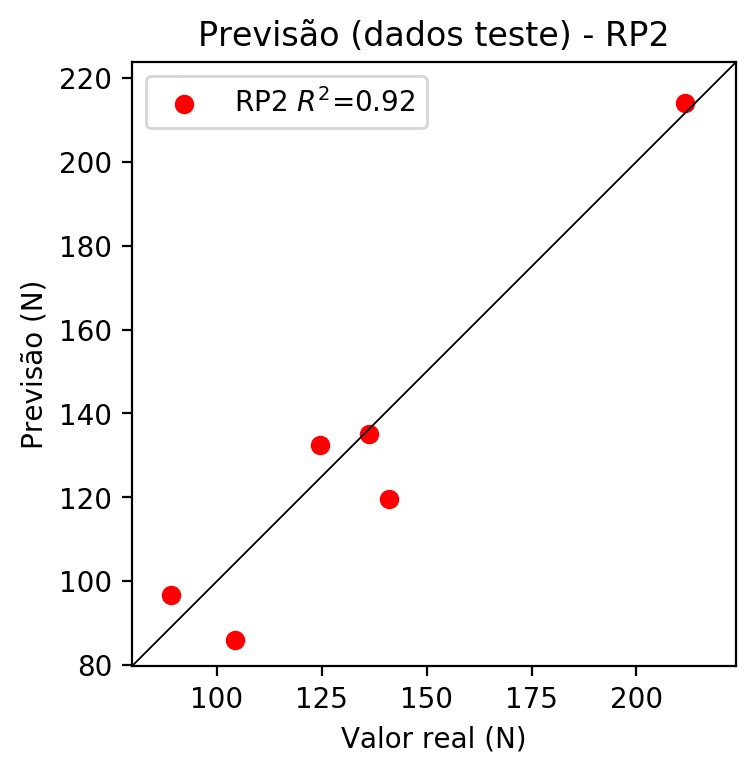 Previsão (dados teste) - RP2
RP2 R²=0.92
220
200
180
160
140
120
100
80
Previsão (N)
100 125 150 175 200
Valor real (N)